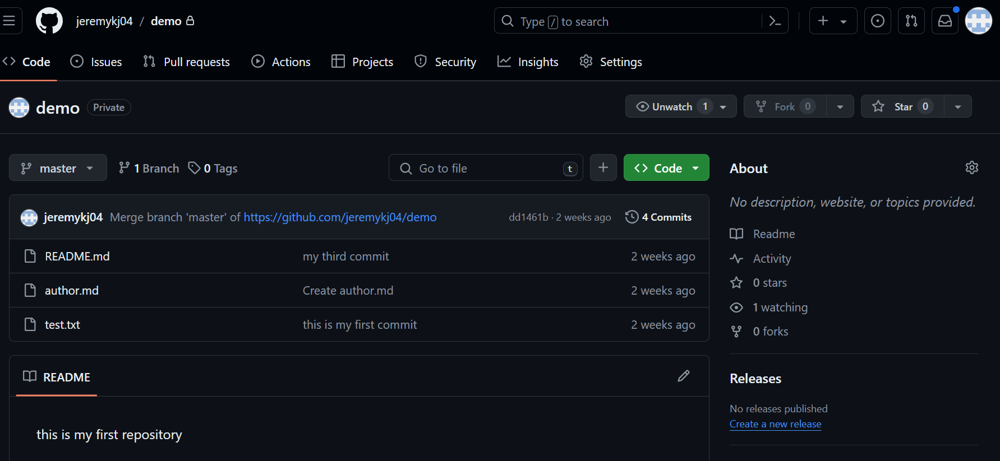 jeremykj04 / demo
Type / to search
Code
Issues
Pull requests
Actions
Projects
Security
Insights
Settings
demo Private
Unwatch 1
Fork 0
Star 0
master
1 Branch
0 Tags
Go to file t
Code
About
No description, website, or topics provided.
jeremykj04 Merge branch 'master' of https://github.com/jeremykj04/demo dd1461b · 2 weeks ago 4 Commits
README.md my third commit 2 weeks ago
author.md Create author.md 2 weeks ago
test.txt this is my first commit 2 weeks ago
Readme
Activity
0 stars
1 watching
0 forks
README
this is my first repository
Releases
No releases published
Create a new release